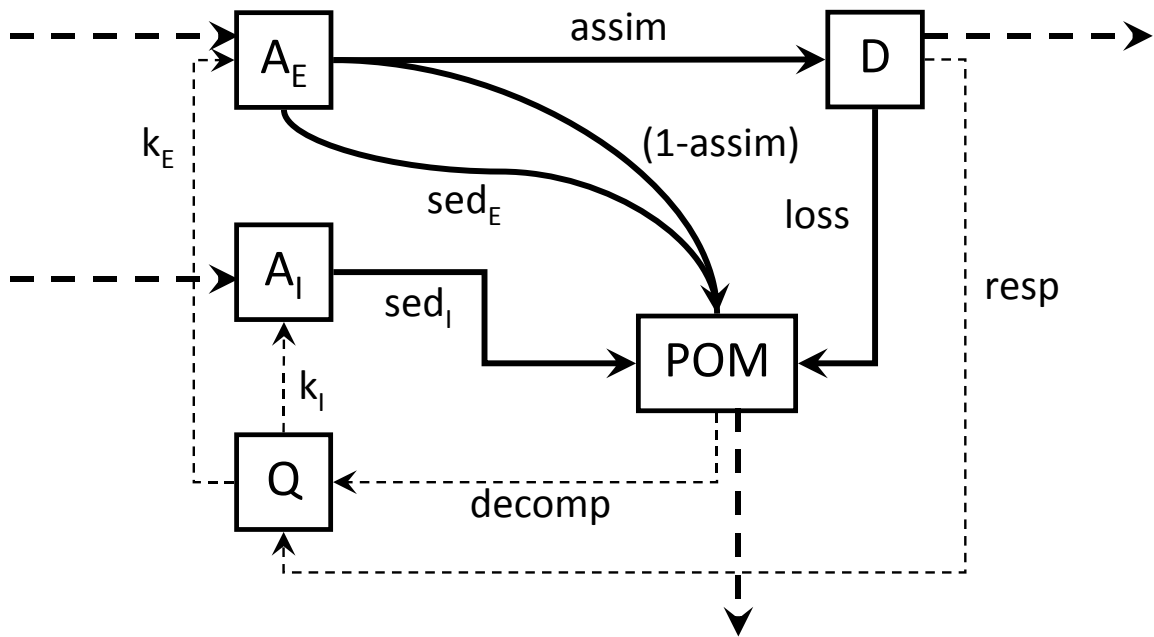 assim
A_E
D
k_E
(1-assim)
sed_E
loss
A_I
sed_I
resp
POM
k_I
Q
decomp